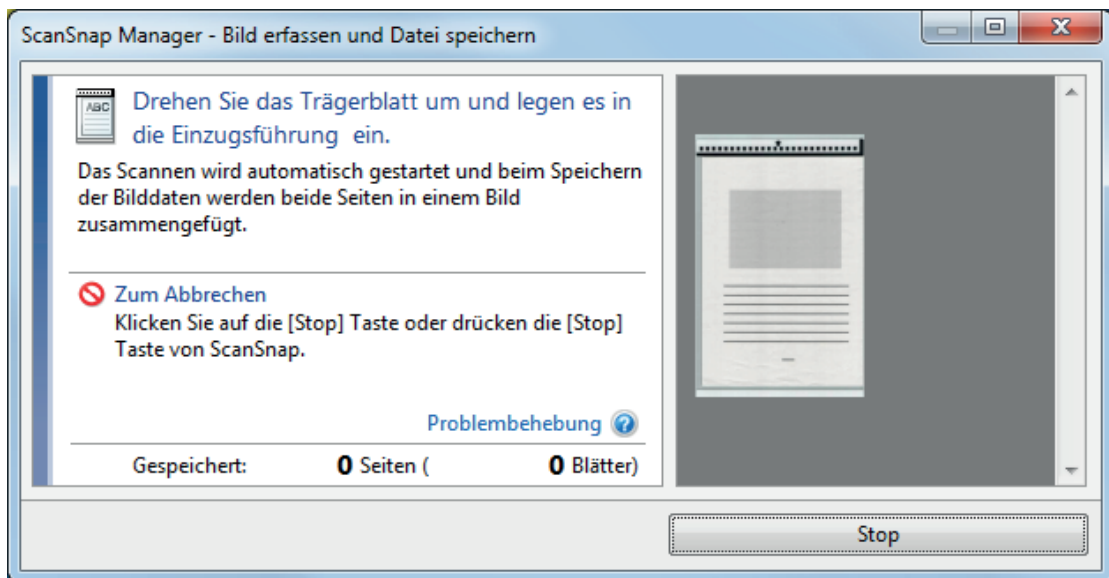 ScanSnap Manager - Bild erfassen und Datei speichern
ABC
Drehen Sie das Trägerblatt um und legen es in
die Einzugsführung ein.
Das Scannen wird automatisch gestartet und beim Speichern
der Bilddaten werden beide Seiten in einem Bild
zusammengefügt.
Zum Abbrechen
Klicken Sie auf die [Stop] Taste oder drücken die [Stop]
Taste von ScanSnap.
Problembehebung ?
Gespeichert: 0 Seiten ( 0 Blätter)
Stop